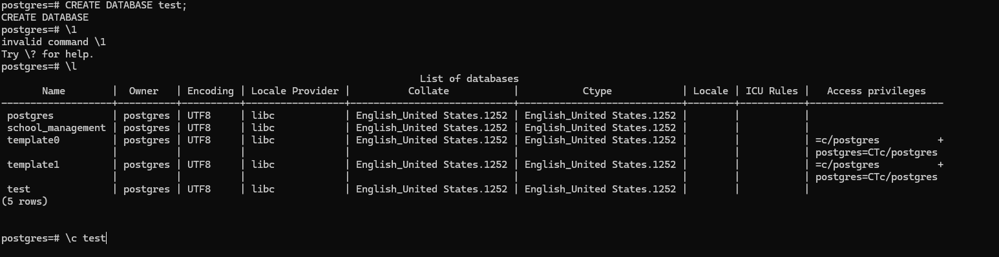 postgres=# CREATE DATABASE test;
CREATE DATABASE
postgres=# \1
invalid command \1
Try \? for help.
postgres=# \l
                                                                        List of databases
       Name        |  Owner   | Encoding | Locale Provider |          Collate           |           Ctype            | Locale | ICU Rules |   Access privileges
-------------------+----------+----------+-----------------+----------------------------+----------------------------+--------+-----------+-----------------------
 postgres          | postgres | UTF8     | libc            | English_United States.1252 | English_United States.1252 |        |           |
 school_management | postgres | UTF8     | libc            | English_United States.1252 | English_United States.1252 |        |           |
 template0         | postgres | UTF8     | libc            | English_United States.1252 | English_United States.1252 |        |           | =c/postgres          +
                   |          |          |                 |                            |                            |        |           | postgres=CTc/postgres
 template1         | postgres | UTF8     | libc            | English_United States.1252 | English_United States.1252 |        |           | =c/postgres          +
                   |          |          |                 |                            |                            |        |           | postgres=CTc/postgres
 test              | postgres | UTF8     | libc            | English_United States.1252 | English_United States.1252 |        |           |
(5 rows)
postgres=# \c test